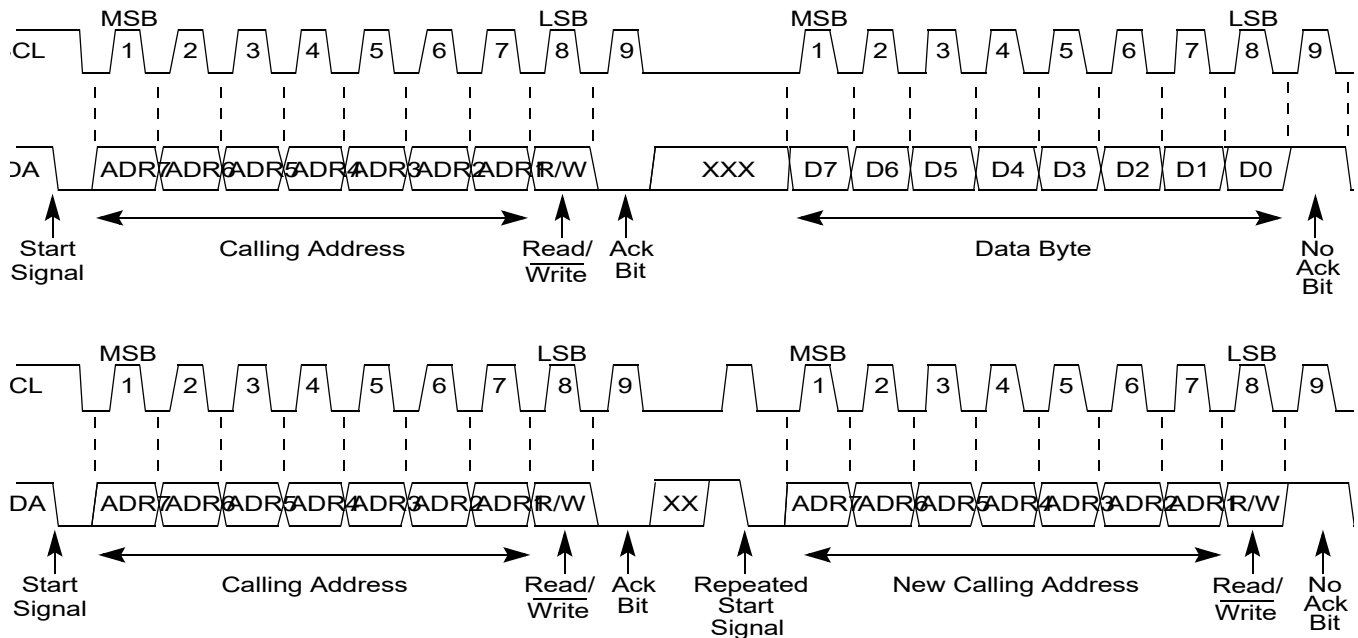 MSB LSB MSB LSB
CL 1 2 3 4 5 6 7 8 9 1 2 3 4 5 6 7 8 9
DA ADR7 ADR6 ADR5 ADR4 ADR3 ADR2 ADR1 R/W XXX D7 D6 D5 D4 D3 D2 D1 D0
Start
Signal
Calling Address
Read/
Write
Ack
Bit
Data Byte
No
Ack
Bit
MSB LSB MSB LSB
CL 1 2 3 4 5 6 7 8 9 1 2 3 4 5 6 7 8 9
DA ADR7 ADR6 ADR5 ADR4 ADR3 ADR2 ADR1 R/W XX ADR7 ADR6 ADR5 ADR4 ADR3 ADR2 ADR1 R/W
Start
Signal
Calling Address
Read/
Write
Ack
Bit
Repeated
Start
Signal
New Calling Address
Read/
Write
No
Ack
Bit